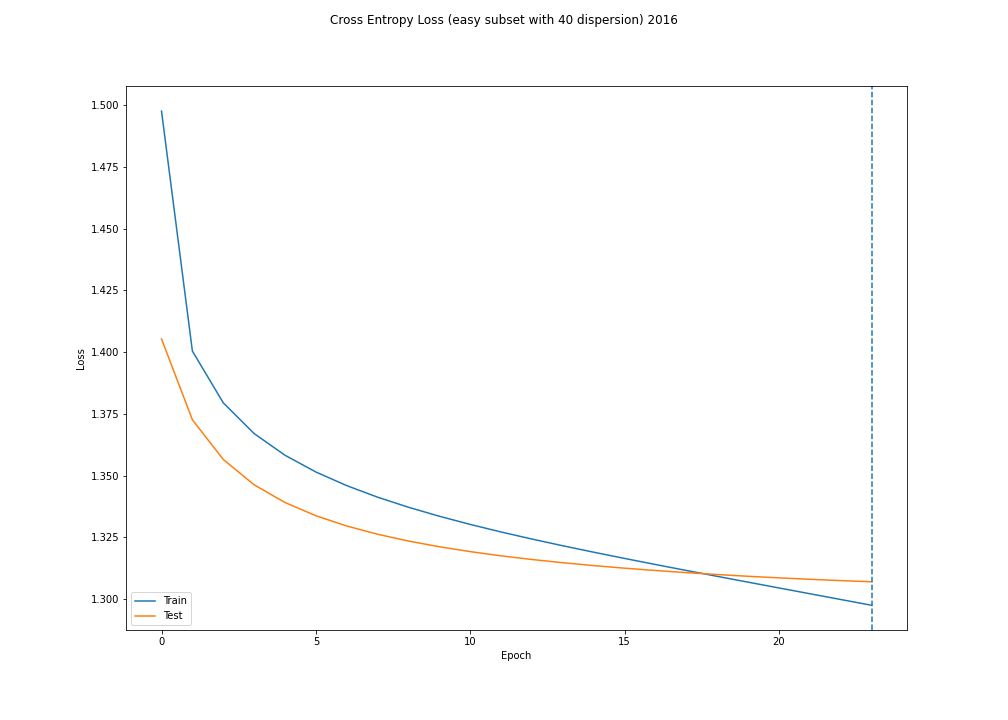 Cross Entropy Loss (easy subset with 40 dispersion) 2016
1.500
1.475
1.450
1.425
1.400
1.375
1.350
1.325
1.300
Loss
Train
Test
0 5 10 15 20
Epoch